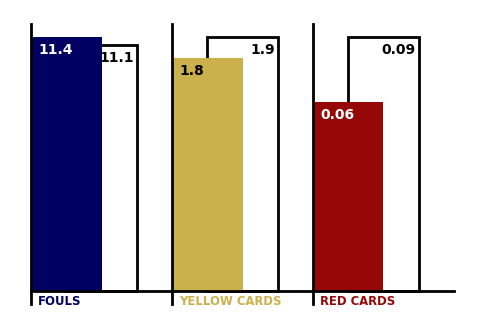 11.4
11.1
FOULS
1.8
1.9
YELLOW CARDS
0.06
0.09
RED CARDS